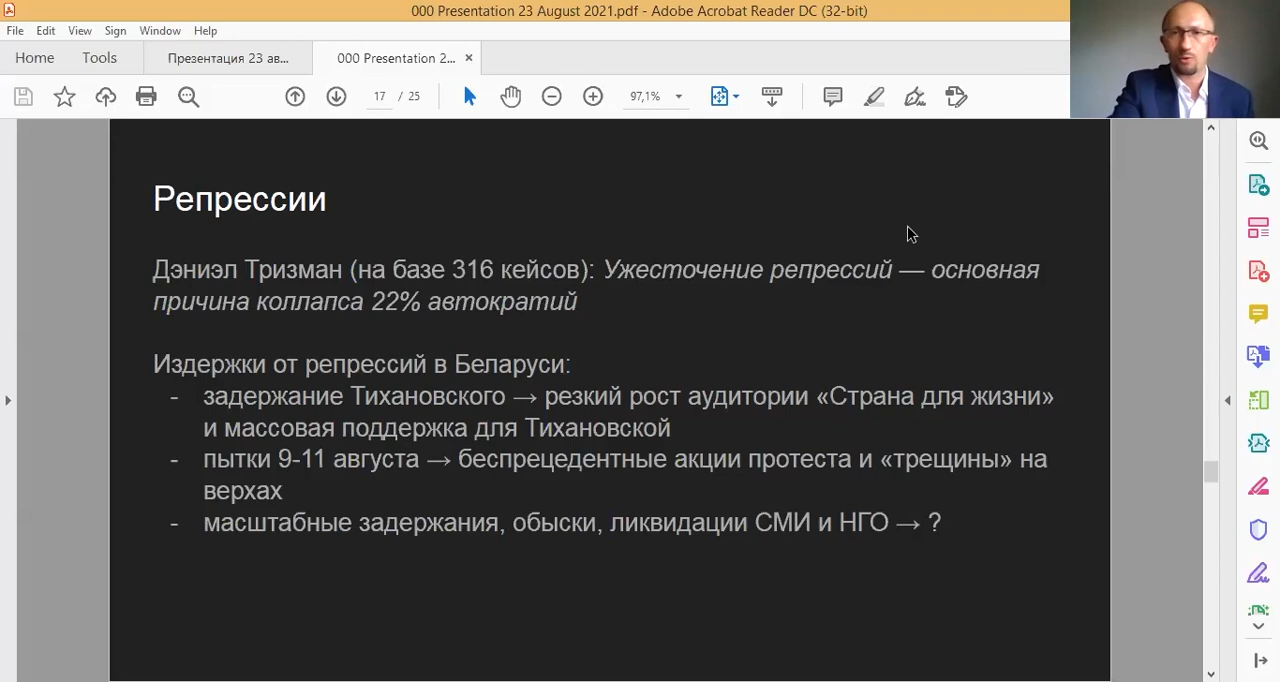 000 Presentation 23 August 2021.pdf - Adobe Acrobat Reader DC (32-bit)
File Edit View Sign Window Help
Home Tools Презентация 23 ав... 000 Presentation 2... ×
17 / 25 97,1%
Репрессии
Дэниэл Тризман (на базе 316 кейсов): Ужесточение репрессий — основная
причина коллапса 22% автократий
Издержки от репрессий в Беларуси:
- задержание Тихановского → резкий рост аудитории «Страна для жизни»
и массовая поддержка для Тихановской
- пытки 9-11 августа → беспрецедентные акции протеста и «трещины» на
верхах
- масштабные задержания, обыски, ликвидации СМИ и НГО → ?